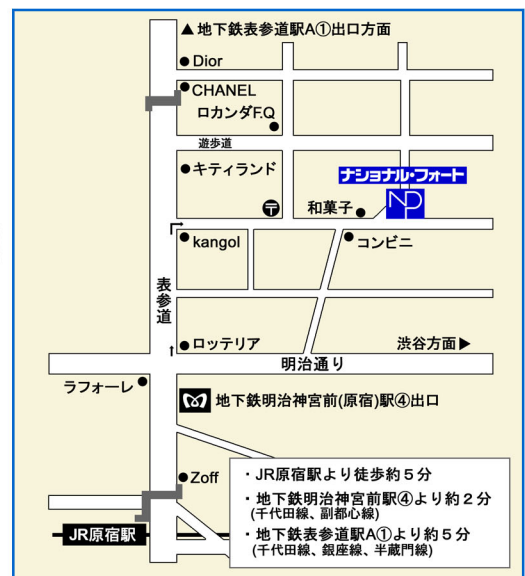 ▲地下鉄表参道駅A①出口方面
Dior
CHANEL
ロカンダF.Q
遊歩道
キティランド
ナショナル・フォート
NP
〒
和菓子
kangol
コンビニ
表参道
ロッテリア
渋谷方面▶
明治通り
ラフォーレ
地下鉄明治神宮前(原宿)駅④出口
Zoff
JR原宿駅
・JR原宿駅より徒歩約5分
・地下鉄明治神宮前駅④より約2分
(千代田線、副都心線)
・地下鉄表参道駅A①より約5分
(千代田線、銀座線、半蔵門線)